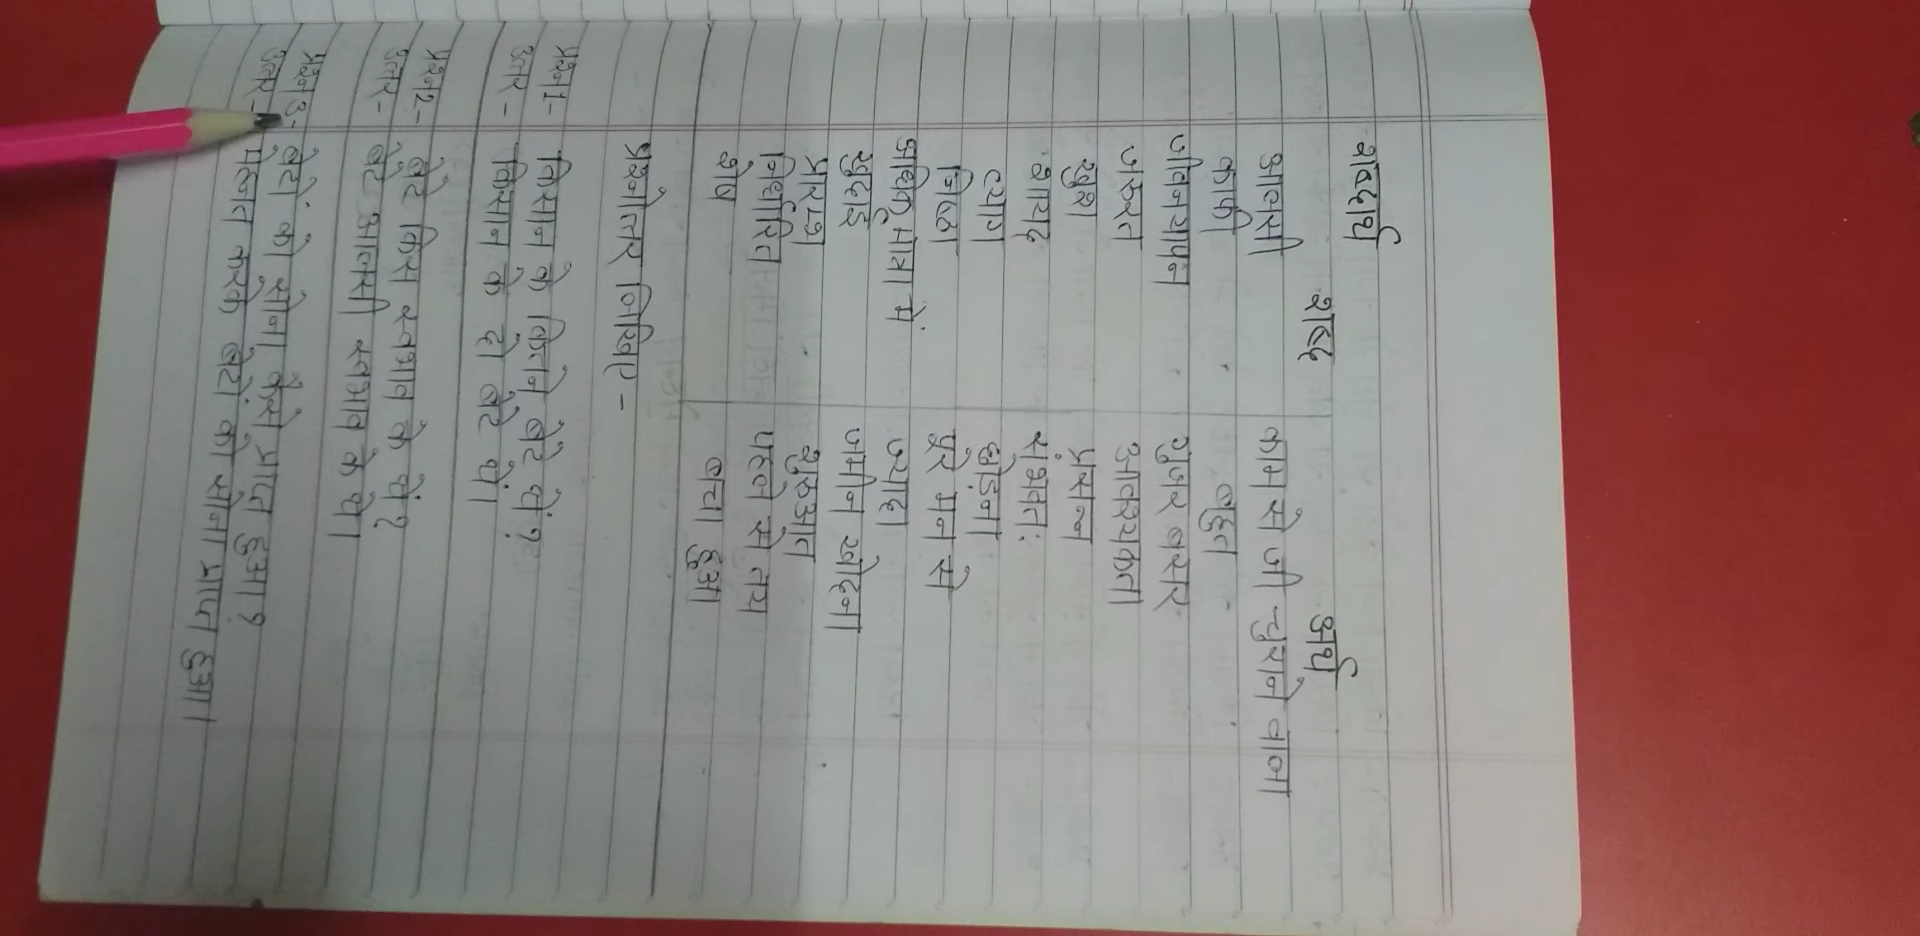 शब्दार्थ
शब्द अर्थ
आलसी काम से जी चुराने वाला
काफी बहुत
जीवनयापन गुजर बसर
जरूरत आवश्यकता
खुश प्रसन्न
शायद संभवत:
त्याग छोड़ना
निष्ठा पूरे मन से
अधिक मात्रा में ज्यादा
खुदाई जमीन खोदना
प्रारम्भ शुरूआत
निर्धारित पहले से तय
शेष बचा हुआ
प्रश्नोत्तर लिखिए -
प्रश्न1- किसान के कितने बेटे थे?
उत्तर - किसान के दो बेटे थे।
प्रश्न2- बेटे किस स्वभाव के थे?
उत्तर - बेटे आलसी स्वभाव के थे।
प्रश्न3- बेटों को सोना कैसे प्राप्त हुआ?
उत्तर - मेहनत करके बेटों को सोना प्राप्त हुआ।